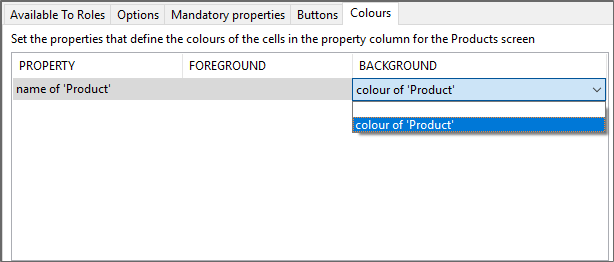 Available To Roles Options Mandatory properties Buttons Colours
Set the properties that define the colours of the cells in the property column for the Products screen
PROPERTY FOREGROUND BACKGROUND
name of 'Product' colour of 'Product'
colour of 'Product'